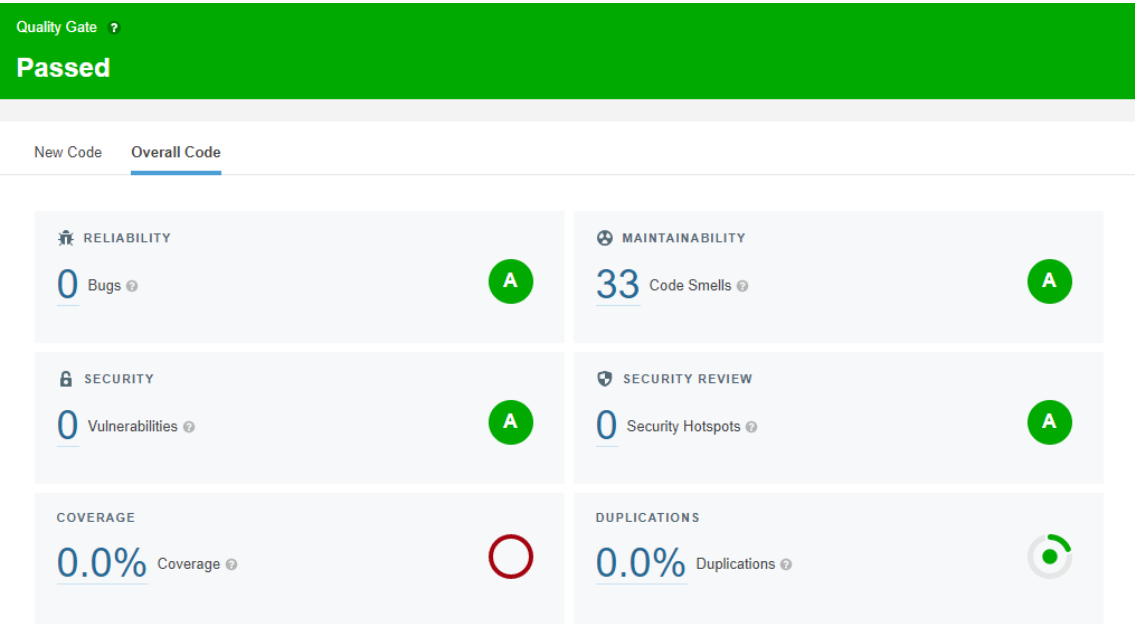 Quality Gate ?
Passed
New Code Overall Code
RELIABILITY
0 Bugs ?
A
MAINTAINABILITY
33 Code Smells ?
A
SECURITY
0 Vulnerabilities ?
A
SECURITY REVIEW
0 Security Hotspots ?
A
COVERAGE
0.0% Coverage ?
DUPLICATIONS
0.0% Duplications ?